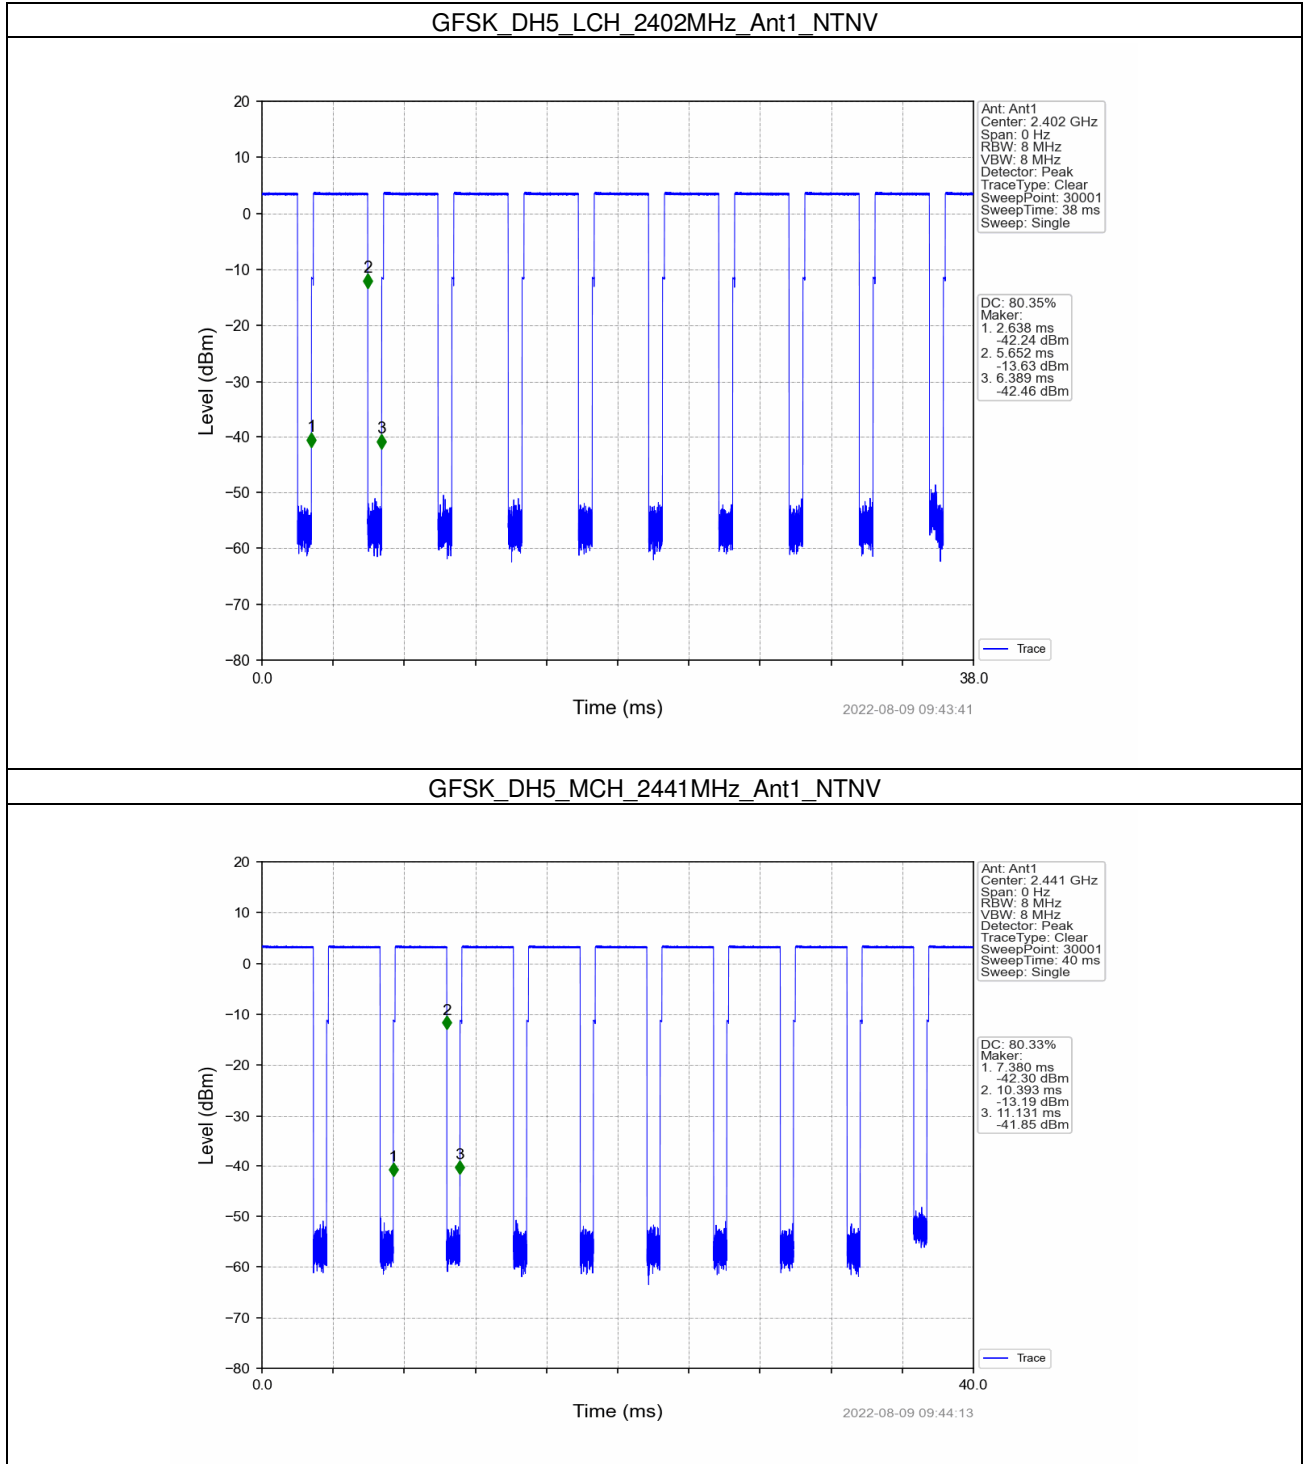 GFSK_DH5_LCH_2402MHz_Ant1_NTNV
20
10
0
−10
−20
−30
−40
−50
−60
−70
−80
Level (dBm)
1
2
3
0.0
38.0
Time (ms)
2022-08-09 09:43:41
Ant: Ant1
Center: 2.402 GHz
Span: 0 Hz
RBW: 8 MHz
VBW: 8 MHz
Detector: Peak
TraceType: Clear
SweepPoint: 30001
SweepTime: 38 ms
Sweep: Single
DC: 80.35%
Maker:
1. 2.638 ms
-42.24 dBm
2. 5.652 ms
-13.63 dBm
3. 6.389 ms
-42.46 dBm
Trace
GFSK_DH5_MCH_2441MHz_Ant1_NTNV
20
10
0
−10
−20
−30
−40
−50
−60
−70
−80
Level (dBm)
1
2
3
0.0
40.0
Time (ms)
2022-08-09 09:44:13
Ant: Ant1
Center: 2.441 GHz
Span: 0 Hz
RBW: 8 MHz
VBW: 8 MHz
Detector: Peak
TraceType: Clear
SweepPoint: 30001
SweepTime: 40 ms
Sweep: Single
DC: 80.33%
Maker:
1. 7.380 ms
-42.30 dBm
2. 10.393 ms
-13.19 dBm
3. 11.131 ms
-41.85 dBm
Trace